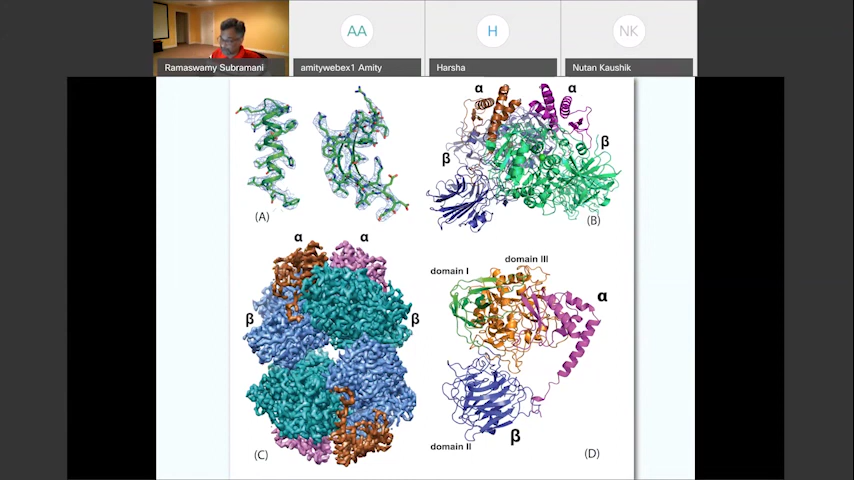 AA
H
NK
Ramaswamy Subramani
amitywebex1 Amity
Harsha
Nutan Kaushik
α
α
β
β
(A)
(B)
α
α
β
β
(C)
domain III
domain I
α
β
domain II
(D)